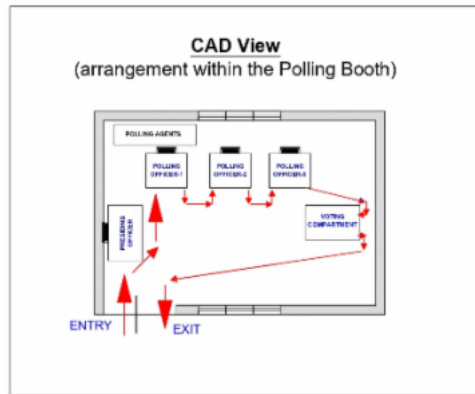 CAD View
(arrangement within the Polling Booth)
POLLING AGENTS
POLLING
OFFICER-1
POLLING
OFFICER-2
POLLING
OFFICER-3
PRESIDING
OFFICER
VOTING
COMPARTMENT
ENTRY
EXIT